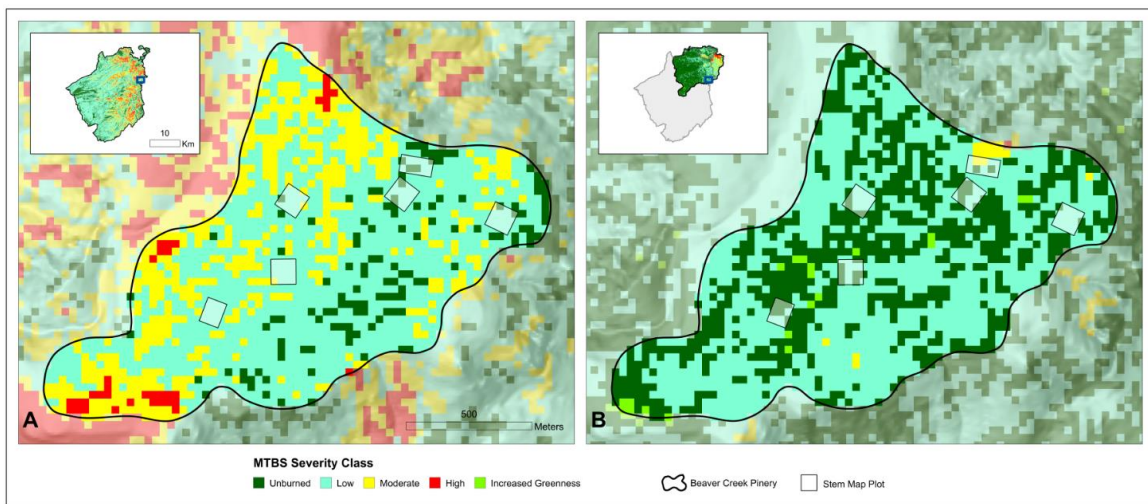 10
Km
A
500
Meters
B
MTBS Severity Class
Unburned Low Moderate High Increased Greenness Beaver Creek Pinery Stem Map Plot